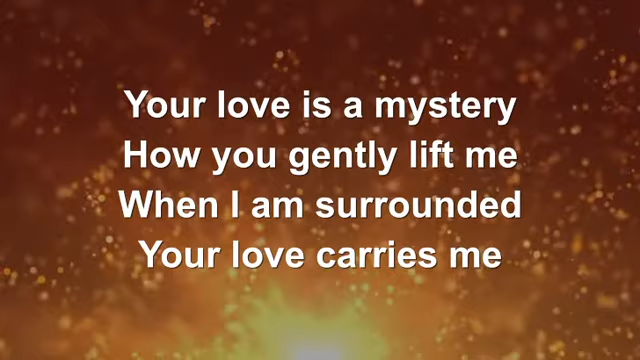 Your love is a mystery
How you gently lift me
When I am surrounded
Your love carries me